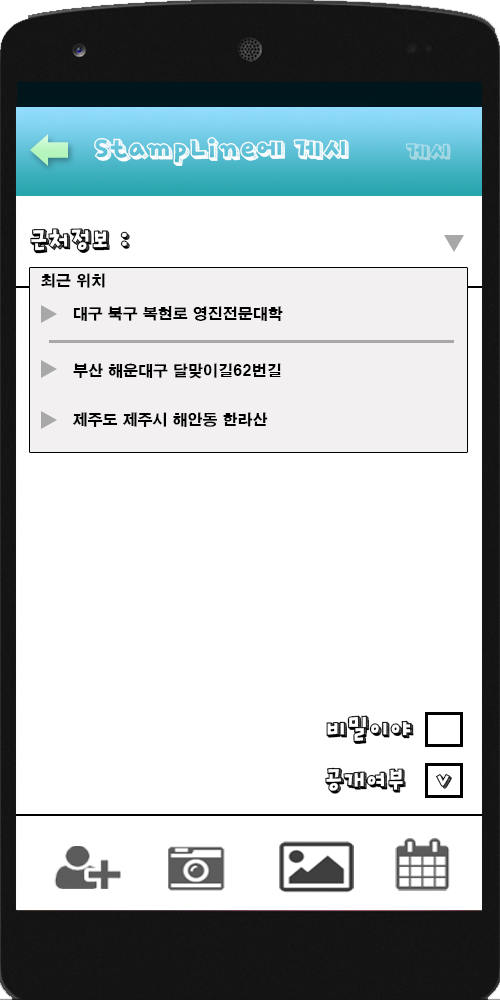 StampLine에 게시
게시
근처정보 :
최근 위치
대구 북구 복현로 영진전문대학
부산 해운대구 달맞이길62번길
제주도 제주시 해안동 한라산
비밀이야
공개여부